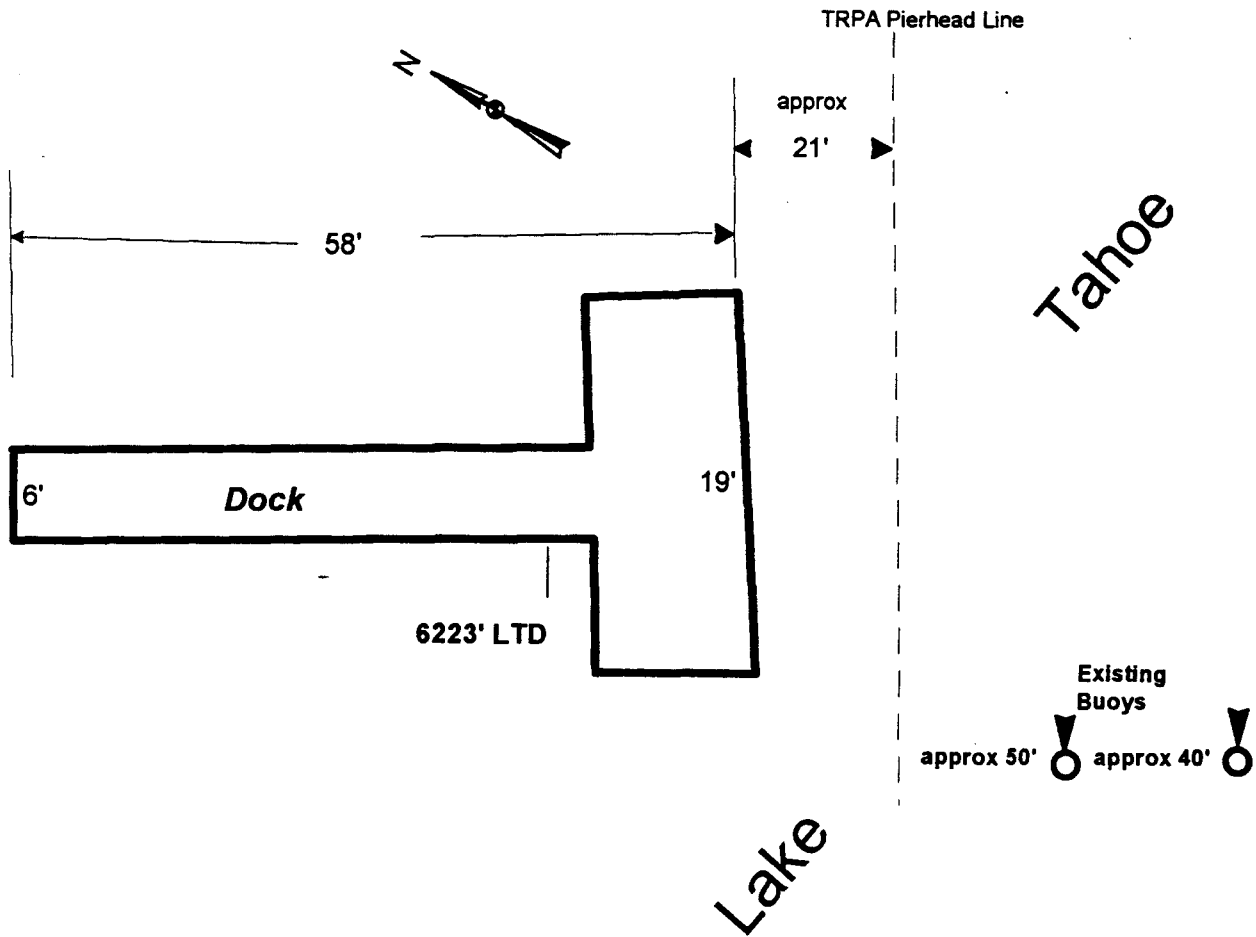 TRPA Pierhead Line
N
approx
21'
58'
Tahoe
6'
Dock
19'
6223' LTD
Existing
Buoys
approx 50'
approx 40'
Lake